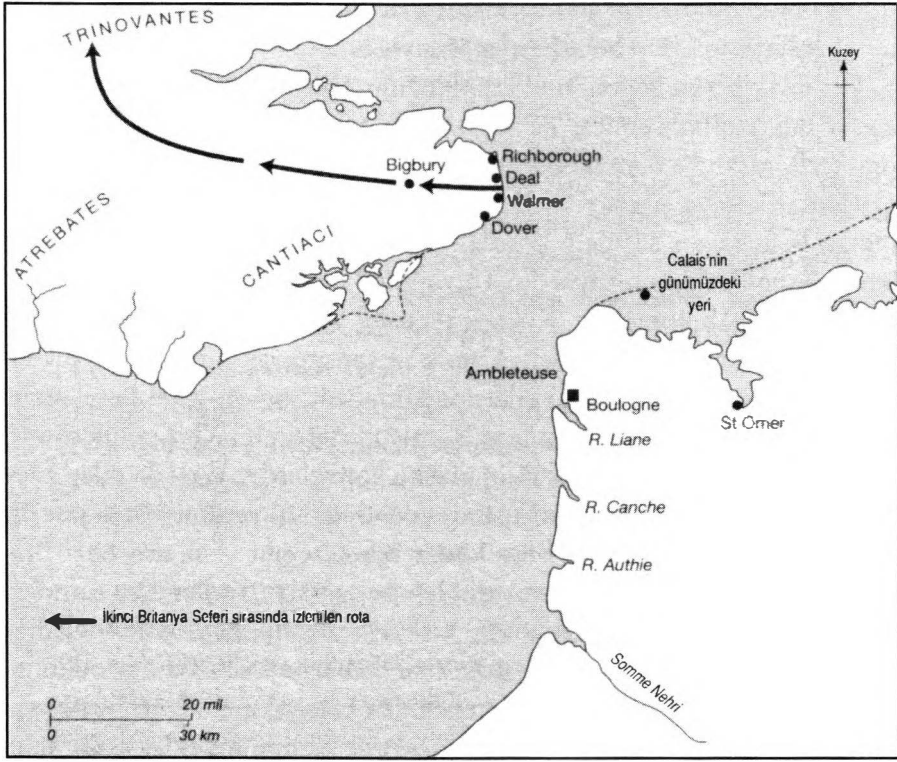 TRINOVANTES
Kuzey
Richborough
Bigbury
Deal
Walmer
Dover
ATREBATES
CANTIACI
Calais'nin
günümüzdeki
yeri
Ambleteuse
Boulogne
St Omer
R. Liane
R. Canche
R. Authie
İkinci Britanya Seferi sırasında izlenilen rota
Somme Nehri
0 20 mil
0 30 km